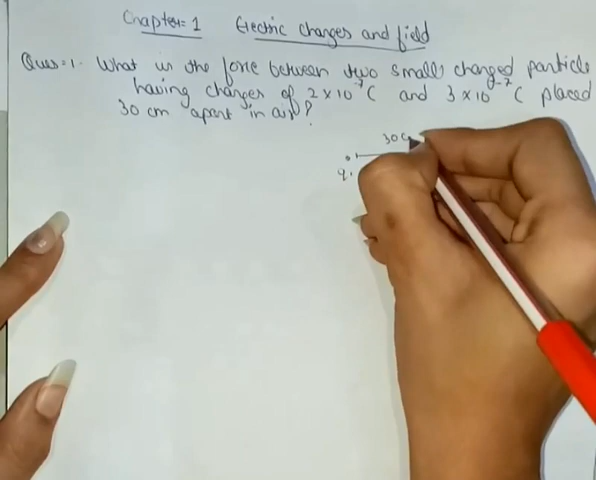 Chapter:- 1 Electric charges and field
Ques:-1. What is the force between two small charged particle
having charges of 2 × 10⁻⁷ C and 3 × 10⁻⁷ C placed
30 cm apart in air?
30 c
q₁